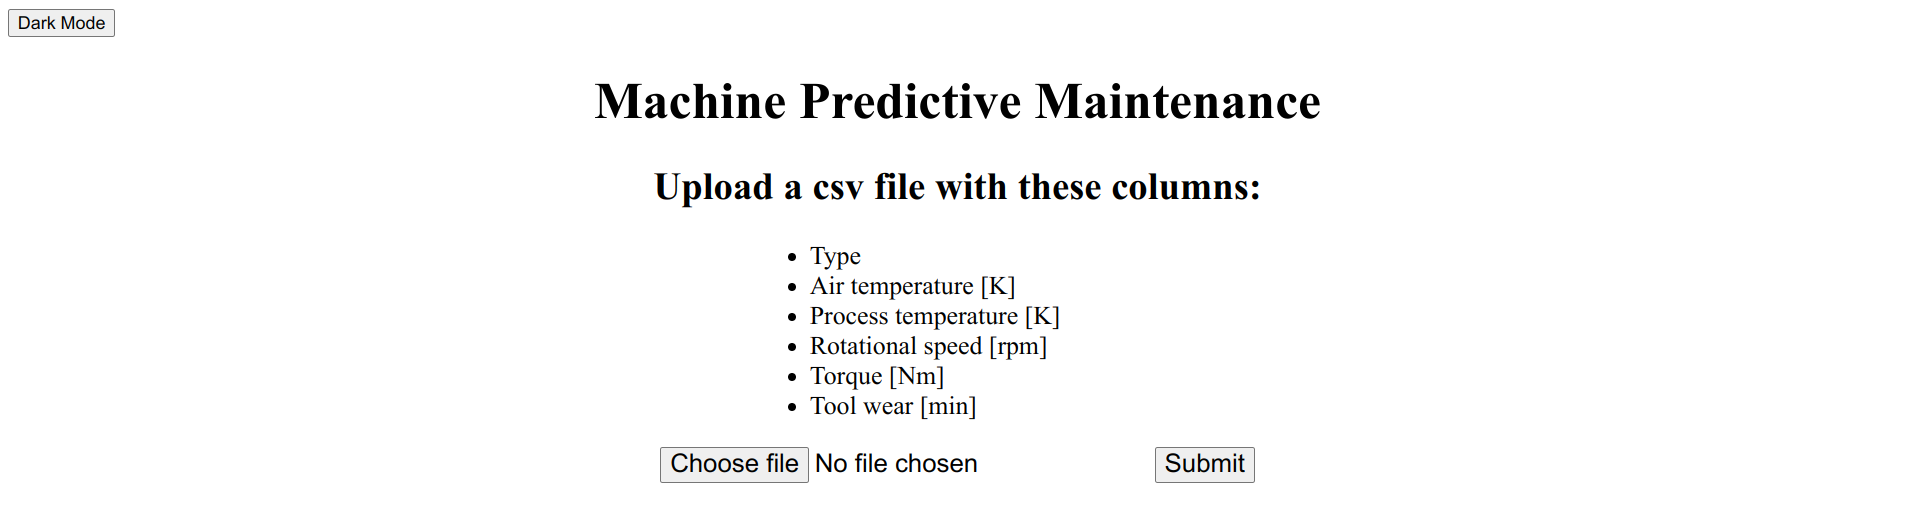 Dark Mode
Machine Predictive Maintenance
Upload a csv file with these columns:
Type
Air temperature [K]
Process temperature [K]
Rotational speed [rpm]
Torque [Nm]
Tool wear [min]
Choose file No file chosen Submit